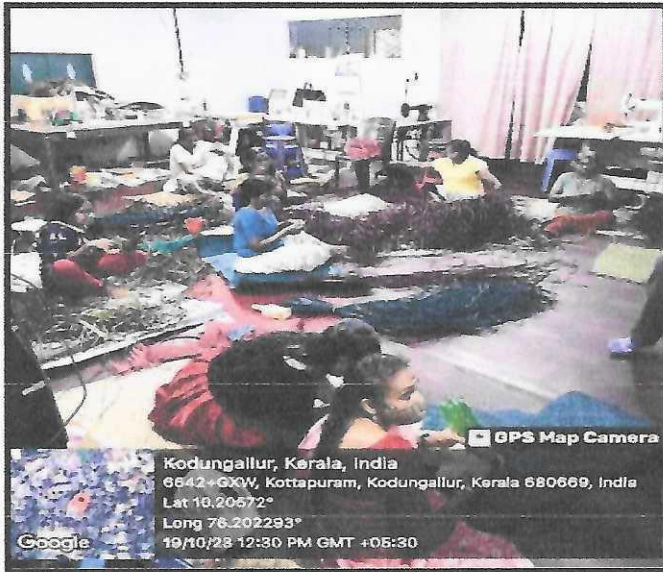 GPS Map Camera
Kodungallur, Kerala, India
6642+GXW, Kottapuram, Kodungallur, Kerala 680669, India
Lat 10.20572°
Long 76.202293°
19/10/23 12:30 PM GMT +05:30
Google